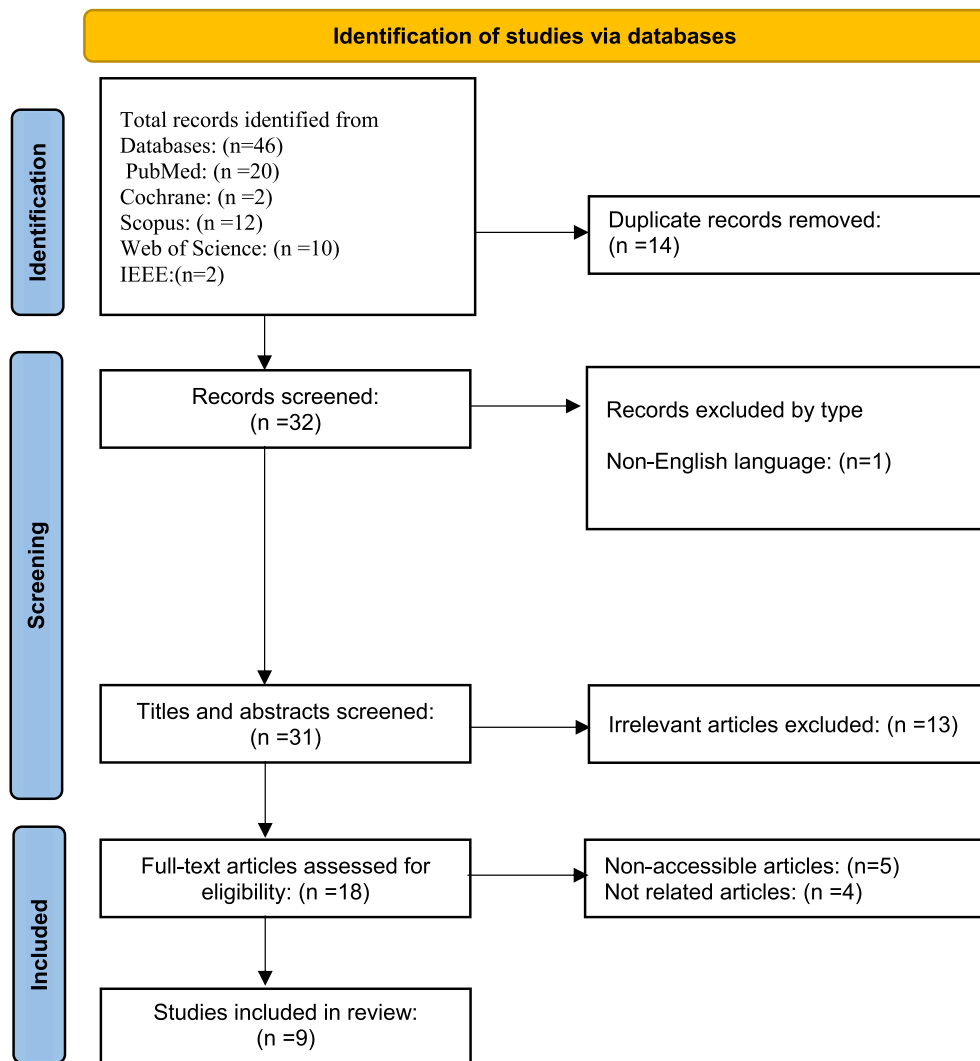 Identification of studies via databases
Identification
Total records identified from
Databases: (n=46)
PubMed: (n =20)
Cochrane: (n =2)
Scopus: (n =12)
Web of Science: (n =10)
IEEE:(n=2)
Duplicate records removed:
(n =14)
Screening
Records screened:
(n =32)
Records excluded by type
Non-English language: (n=1)
Titles and abstracts screened:
(n =31)
Irrelevant articles excluded: (n =13)
Included
Full-text articles assessed for
eligibility: (n =18)
Non-accessible articles: (n=5)
Not related articles: (n =4)
Studies included in review:
(n =9)